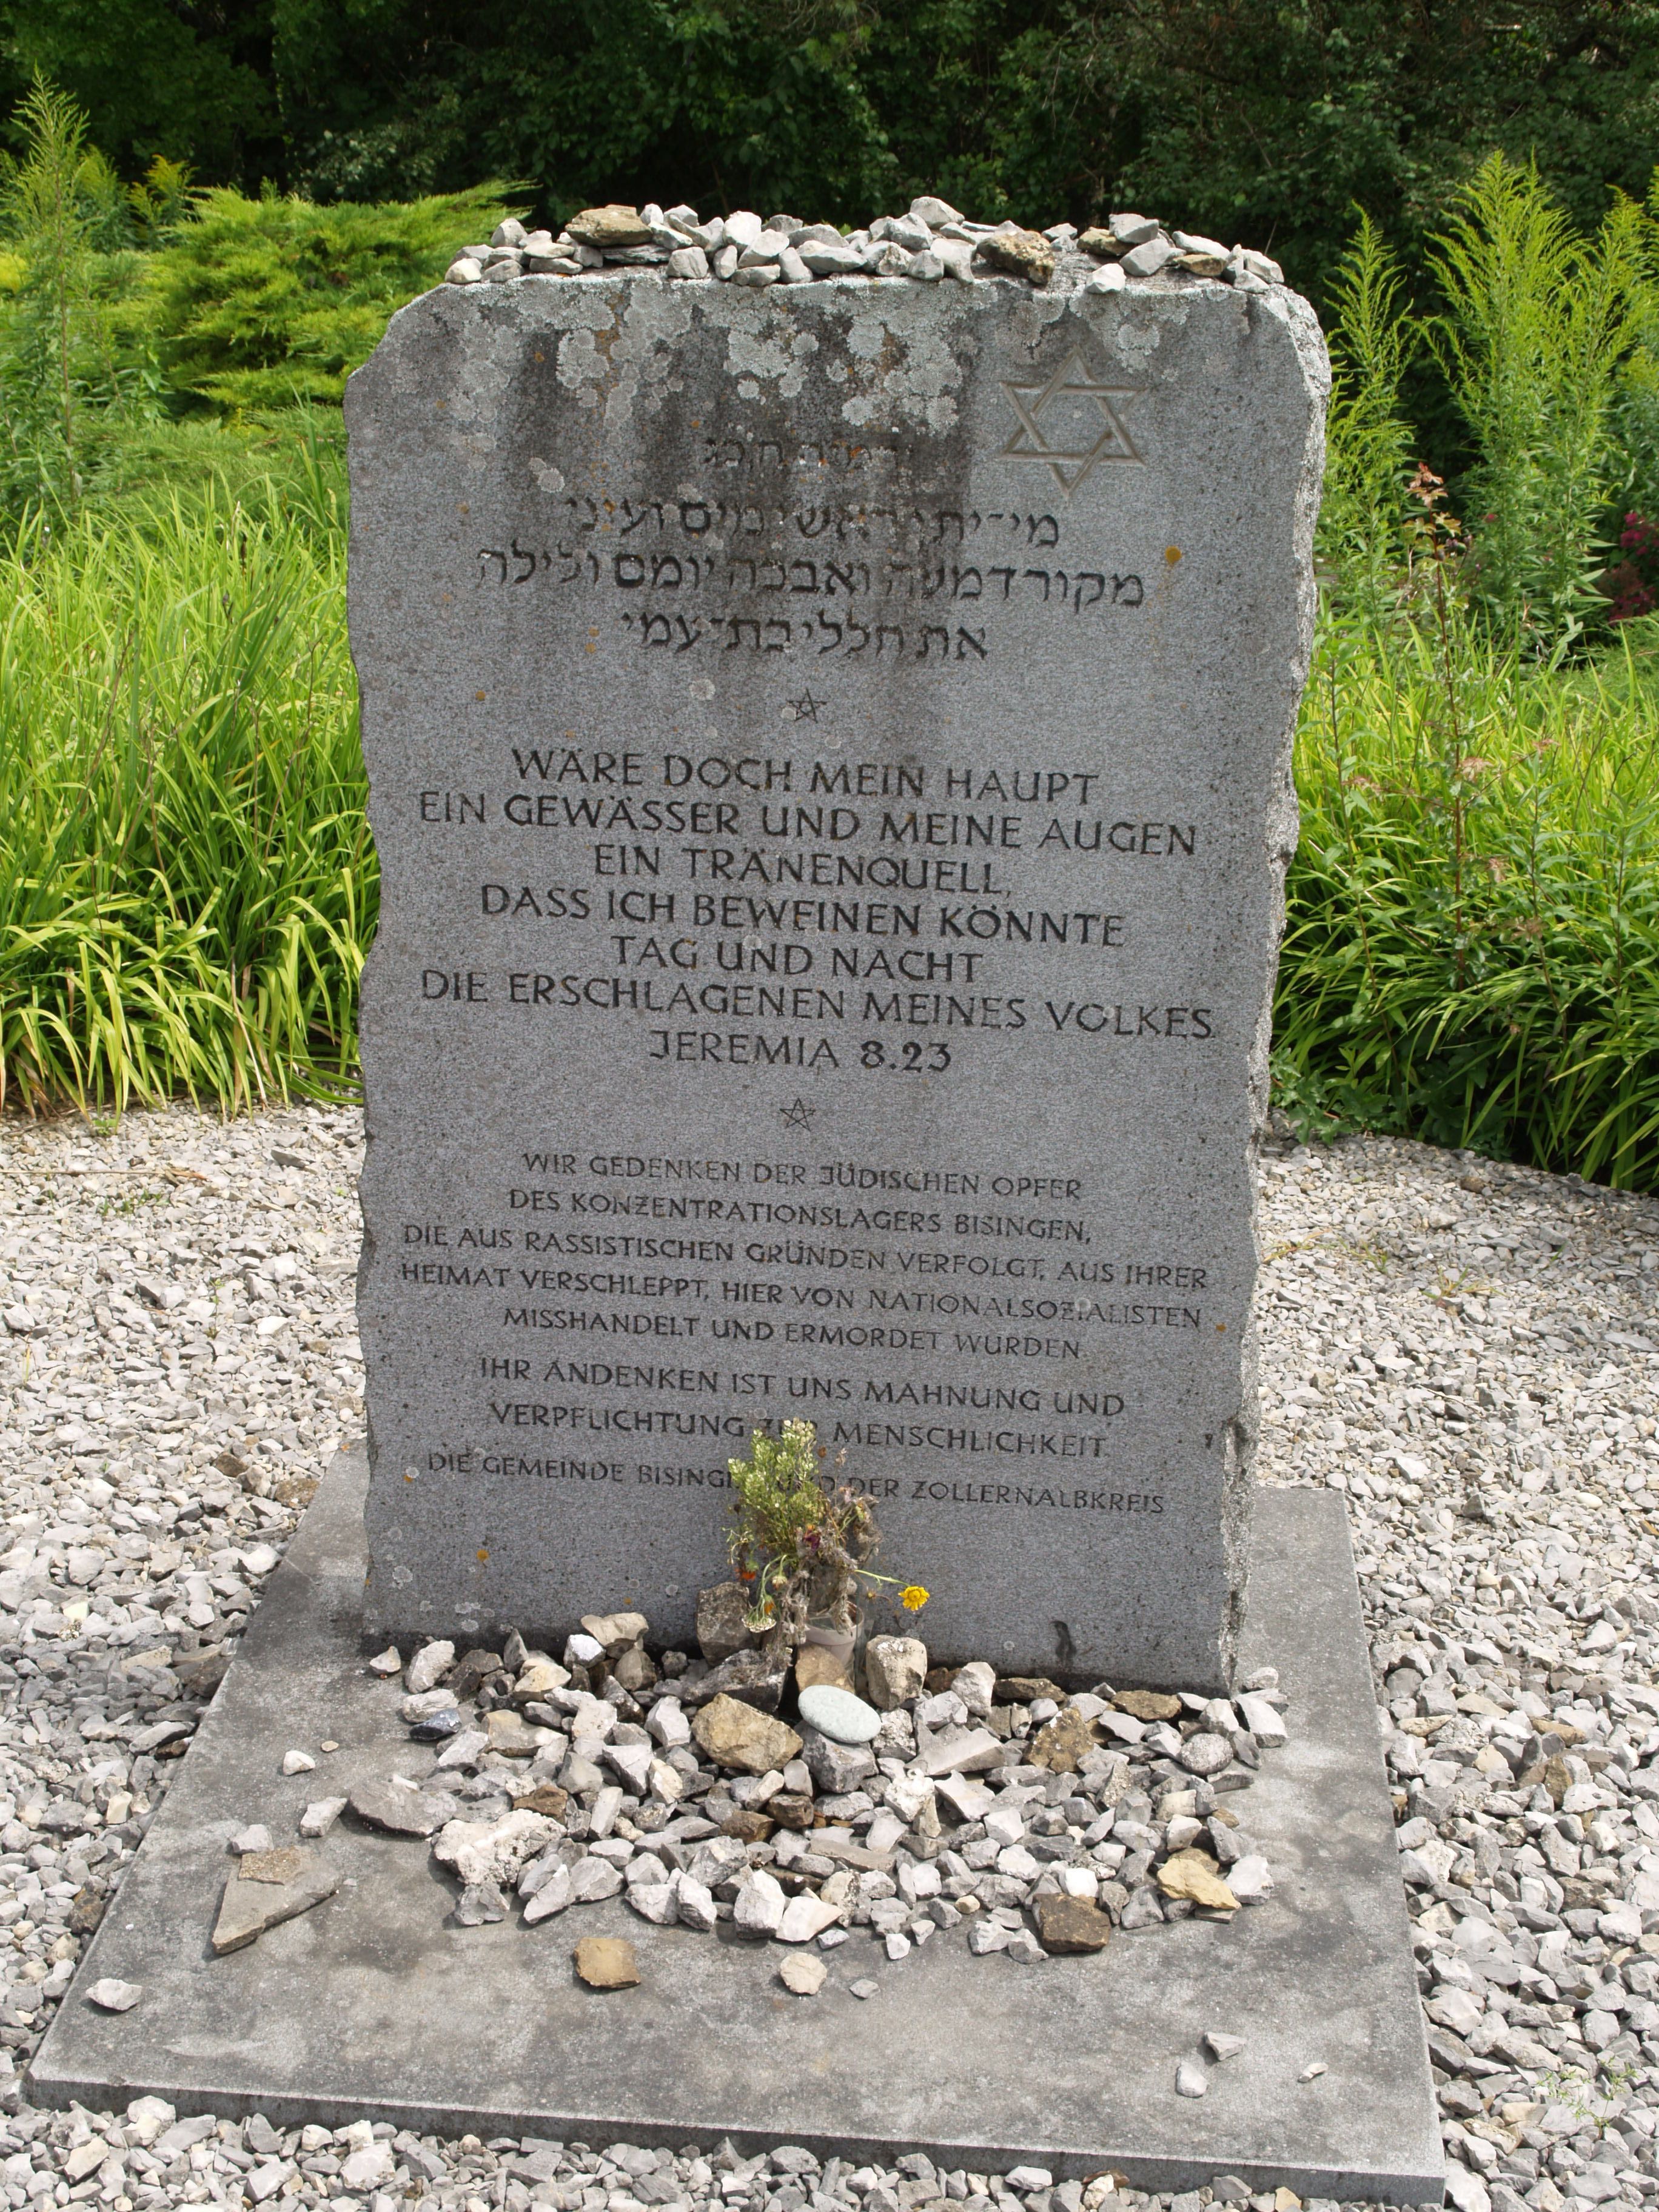 מי־יתן ראשי מים ועיני
מקור דמעה ואבכה יומם ולילה
את חללי בת־עמי
WÄRE DOCH MEIN HAUPT
EIN GEWÄSSER UND MEINE AUGEN
EIN TRÄNENQUELL,
DASS ICH BEWEINEN KÖNNTE
TAG UND NACHT
DIE ERSCHLAGENEN MEINES VOLKES
JEREMIA 8.23
WIR GEDENKEN DER JÜDISCHEN OPFER
DES KONZENTRATIONSLAGERS BISINGEN,
DIE AUS RASSISTISCHEN GRÜNDEN VERFOLGT, AUS IHRER
HEIMAT VERSCHLEPPT, HIER VON NATIONALSOZIALISTEN
MISSHANDELT UND ERMORDET WURDEN
IHR ANDENKEN IST UNS MAHNUNG UND
VERPFLICHTUNG ZUR MENSCHLICHKEIT
DIE GEMEINDE BISINGEN UND DER ZOLLERNALBKREIS